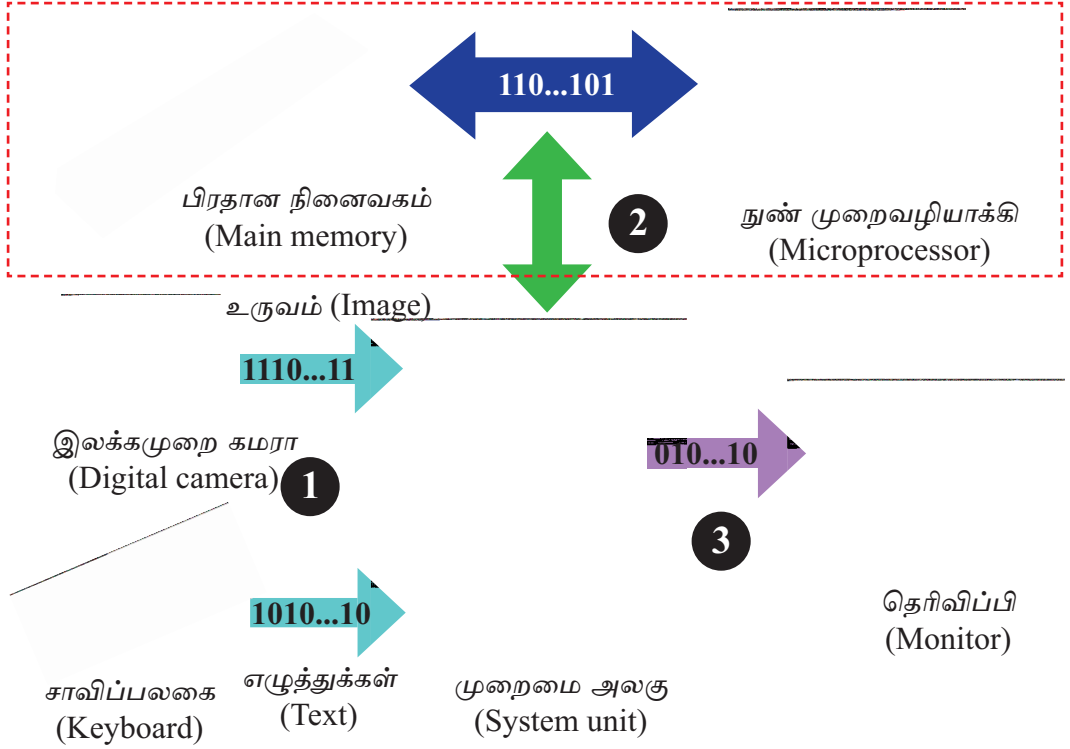 110...101
பிரதான நினைவகம்
(Main memory)
2
நுண் முறைவழியாக்கி
(Microprocessor)
உருவம் (Image)
1110...11
இலக்கமுறை கமரா
(Digital camera)
1
010...10
3
1010...10
தெரிவிப்பி
(Monitor)
சாவிப்பலகை
(Keyboard)
எழுத்துக்கள்
(Text)
முறைமை அலகு
(System unit)